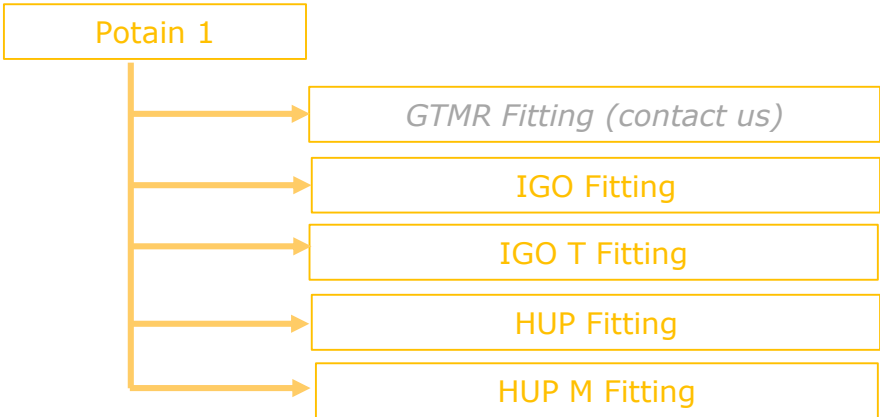 Potain 1
GTMR Fitting (contact us)
IGO Fitting
IGO T Fitting
HUP Fitting
HUP M Fitting